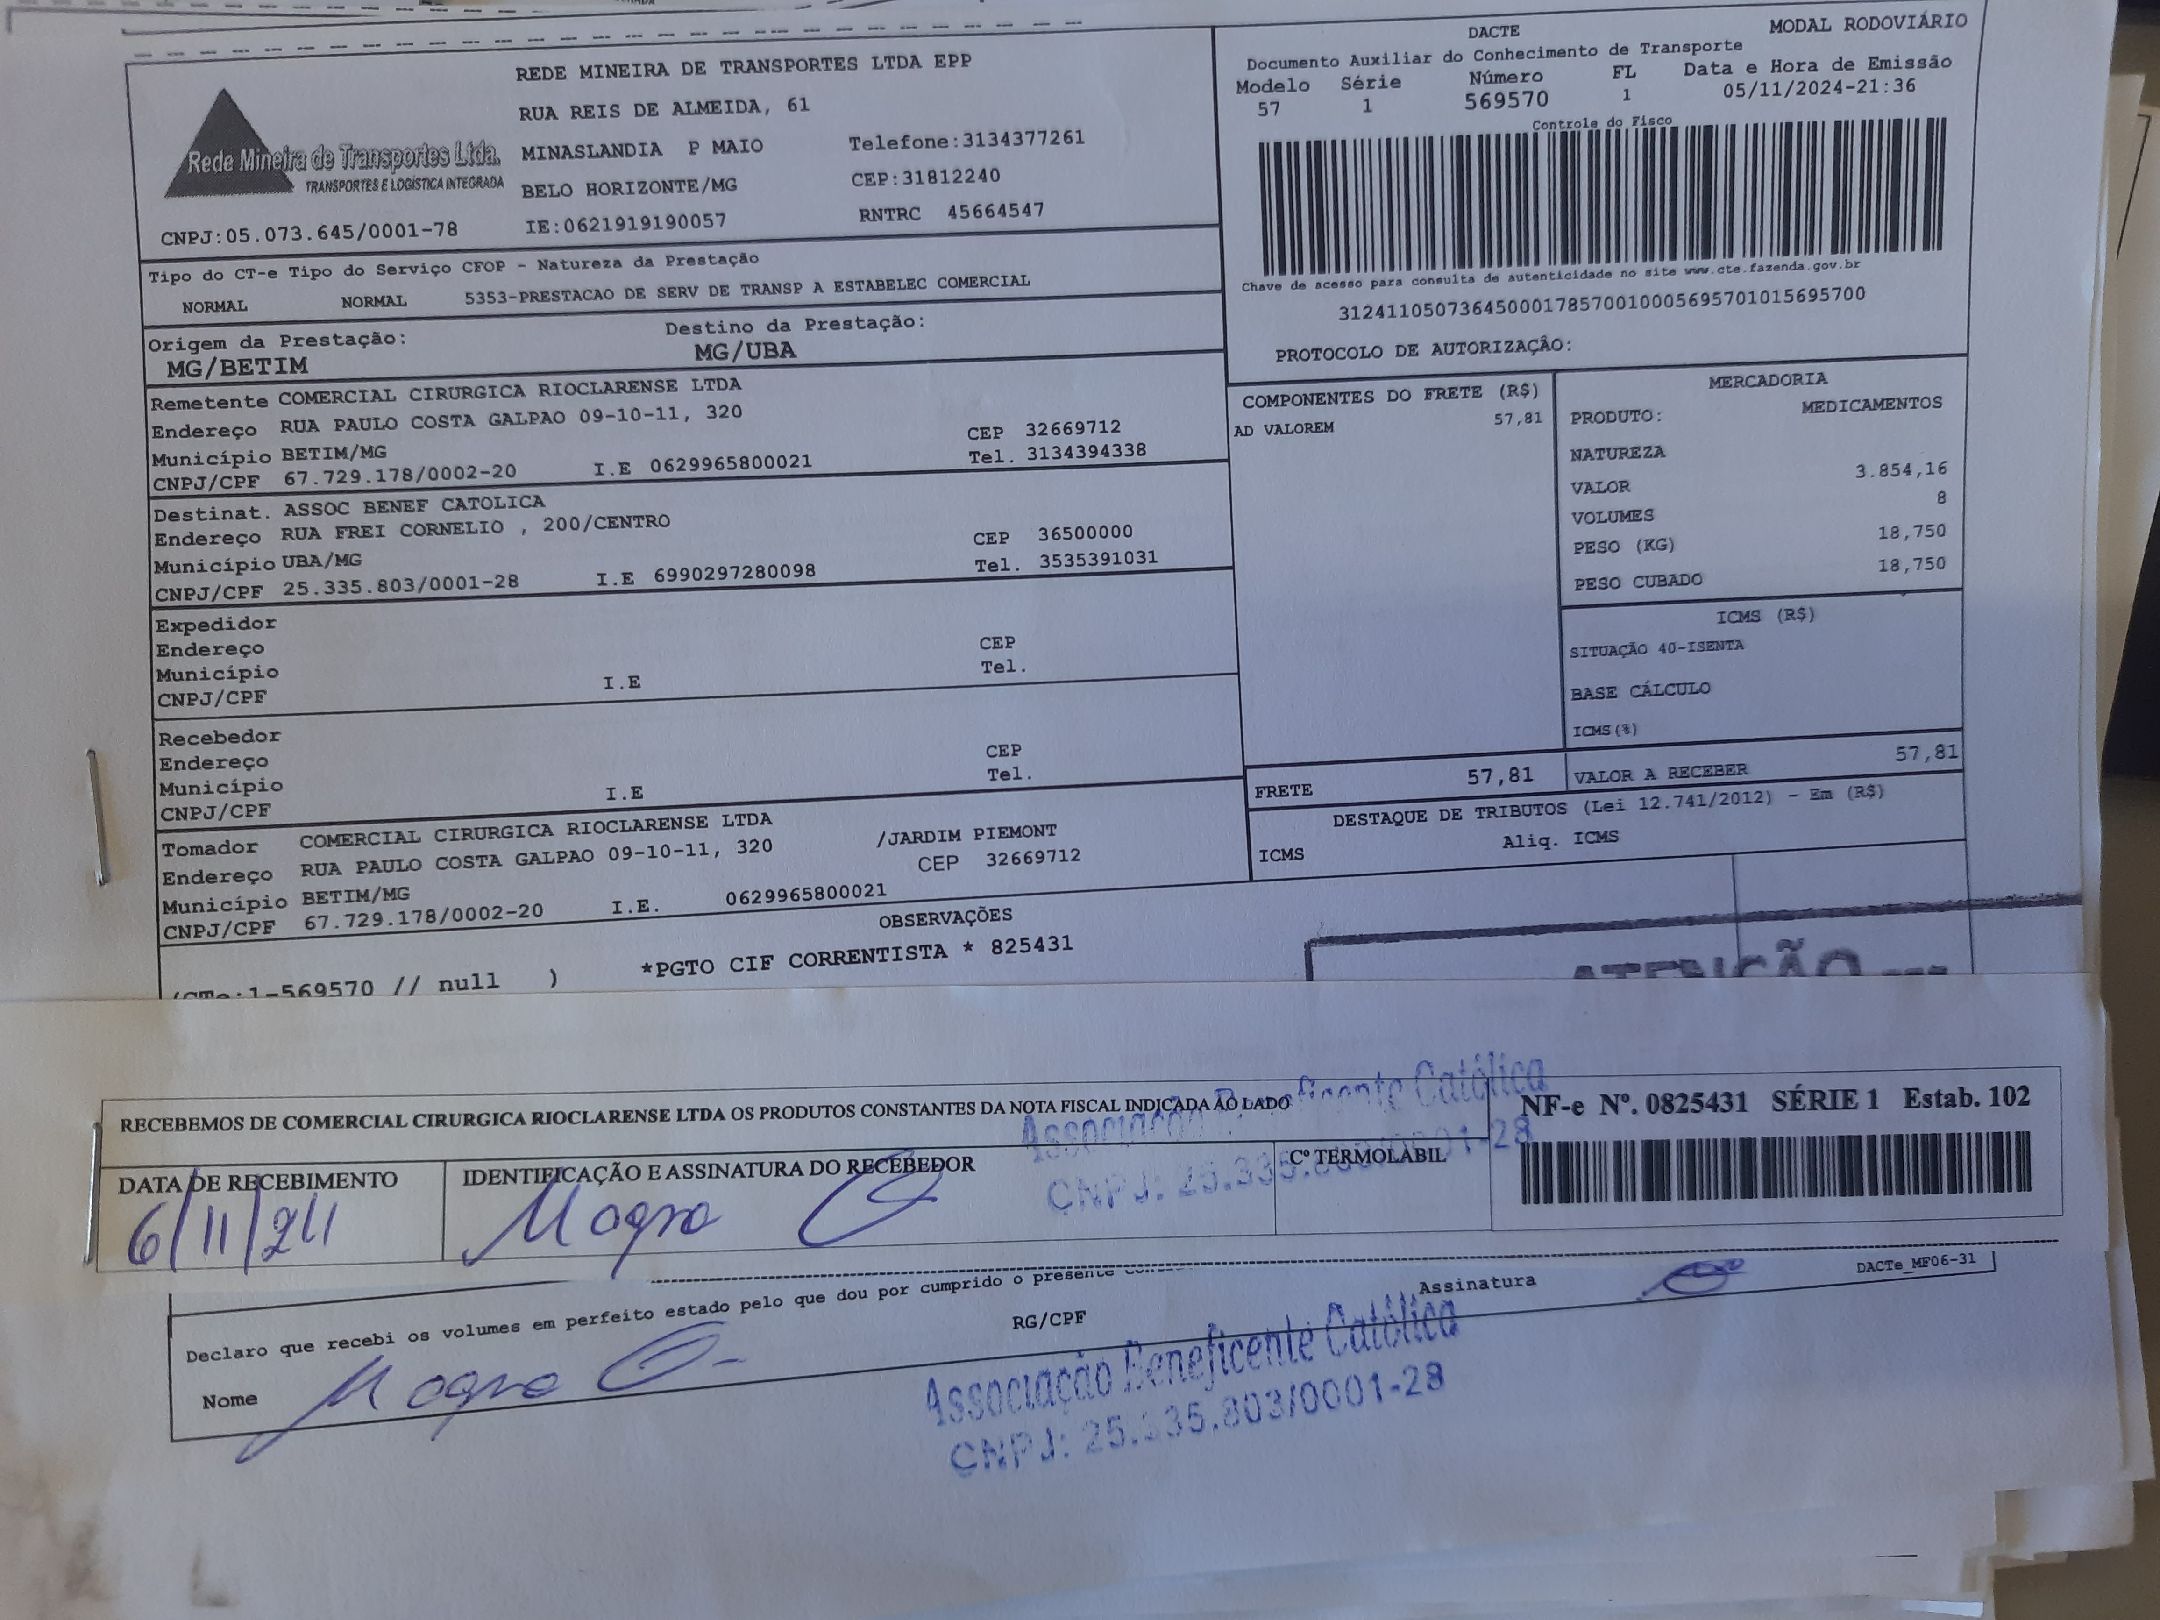 DACTE MODAL RODOVIÁRIO
REDE MINEIRA DE TRANSPORTES LTDA EPP
RUA REIS DE ALMEIDA, 61
MINASLANDIA P MAIO Telefone:3134377261
BELO HORIZONTE/MG CEP:31812240
IE:0621919190057 RNTRC 45664547
Rede Mineira de Transportes Ltda.
TRANSPORTES E LOGÍSTICA INTEGRADA
CNPJ:05.073.645/0001-78
Documento Auxiliar do Conhecimento de Transporte
Modelo Série Número FL Data e Hora de Emissão
57 1 569570 1 05/11/2024-21:36
Controle do Fisco
Chave de acesso para consulta de autenticidade no site www.cte.fazenda.gov.br
31241105073645000178570010005695701015695700
PROTOCOLO DE AUTORIZAÇÃO:
Tipo do CT-e Tipo do Serviço CFOP - Natureza da Prestação
NORMAL NORMAL 5353-PRESTACAO DE SERV DE TRANSP A ESTABELEC COMERCIAL
Origem da Prestação: Destino da Prestação:
MG/BETIM MG/UBA
Remetente COMERCIAL CIRURGICA RIOCLARENSE LTDA
Endereço RUA PAULO COSTA GALPAO 09-10-11, 320
Município BETIM/MG CEP 32669712
CNPJ/CPF 67.729.178/0002-20 I.E 0629965800021 Tel. 3134394338
Destinat. ASSOC BENEF CATOLICA
Endereço RUA FREI CORNELIO , 200/CENTRO
Município UBA/MG CEP 36500000
CNPJ/CPF 25.335.803/0001-28 I.E 6990297280098 Tel. 3535391031
Expedidor
Endereço CEP
Município Tel.
CNPJ/CPF I.E
Recebedor
Endereço CEP
Município Tel.
CNPJ/CPF I.E
Tomador COMERCIAL CIRURGICA RIOCLARENSE LTDA
Endereço RUA PAULO COSTA GALPAO 09-10-11, 320 /JARDIM PIEMONT
Município BETIM/MG CEP 32669712
CNPJ/CPF 67.729.178/0002-20 I.E. 0629965800021
COMPONENTES DO FRETE (R$)
AD VALOREM 57,81
MERCADORIA
PRODUTO: MEDICAMENTOS
NATUREZA
VALOR 3.854,16
VOLUMES 8
PESO (KG) 18,750
PESO CUBADO 18,750
ICMS (R$)
SITUAÇÃO 40-ISENTA
BASE CÁLCULO
ICMS(%)
FRETE 57,81 VALOR A RECEBER 57,81
DESTAQUE DE TRIBUTOS (Lei 12.741/2012) - Em (R$)
ICMS Aliq. ICMS
OBSERVAÇÕES
*PGTO CIF CORRENTISTA * 825431
(CTe:1-569570 // null )
ATENÇÃO
RECEBEMOS DE COMERCIAL CIRURGICA RIOCLARENSE LTDA OS PRODUTOS CONSTANTES DA NOTA FISCAL INDICADA AO LADO
NF-e Nº. 0825431 SÉRIE 1 Estab. 102
DATA DE RECEBIMENTO IDENTIFICAÇÃO E ASSINATURA DO RECEBEDOR Cº TERMOLABIL
6/11/24
Associação Beneficente Católica
CNPJ: 25.335.803/0001-28
Declaro que recebi os volumes em perfeito estado pelo que dou por cumprido o presente
Assinatura DACTe_MF06-31
RG/CPF
Nome
Associação Beneficente Católica
CNPJ: 25.335.803/0001-28